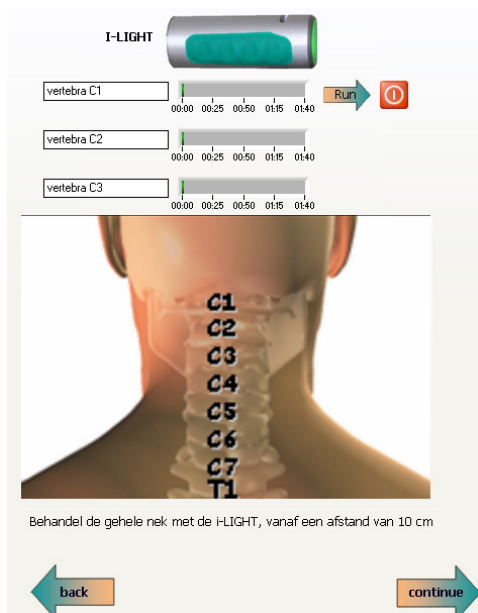 I-LIGHT
vertebra C1
Run
00:00 00:25 00:50 01:15 01:40
vertebra C2
00:00 00:25 00:50 01:15 01:40
vertebra C3
00:00 00:25 00:50 01:15 01:40
C1
C2
C3
C4
C5
C6
C7
T1
Behandel de gehele nek met de i-LIGHT, vanaf een afstand van 10 cm
back
continue